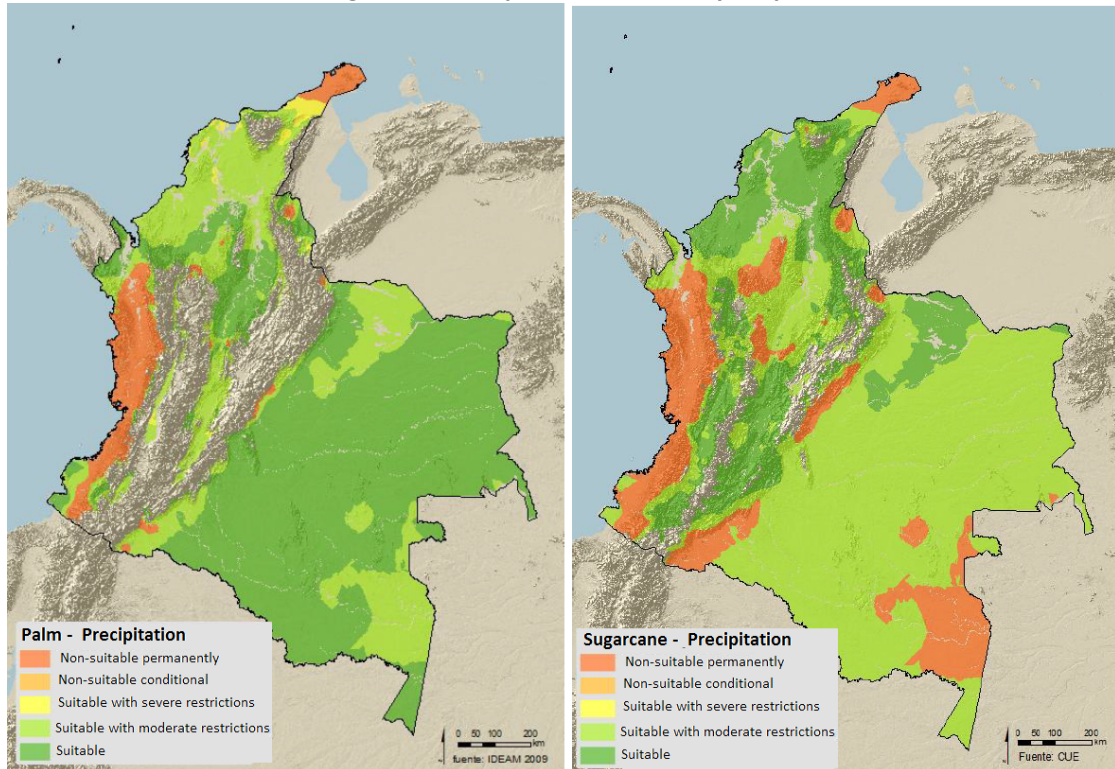 Palm - Precipitation
Non-suitable permanently
Non-suitable conditional
Suitable with severe restrictions
Suitable with moderate restrictions
Suitable
0 50 100 200
km
fuente: IDEAM 2009
Sugarcane - Precipitation
Non-suitable permanently
Non-suitable conditional
Suitable with severe restrictions
Suitable with moderate restrictions
Suitable
0 50 100 200
km
Fuente: CUE